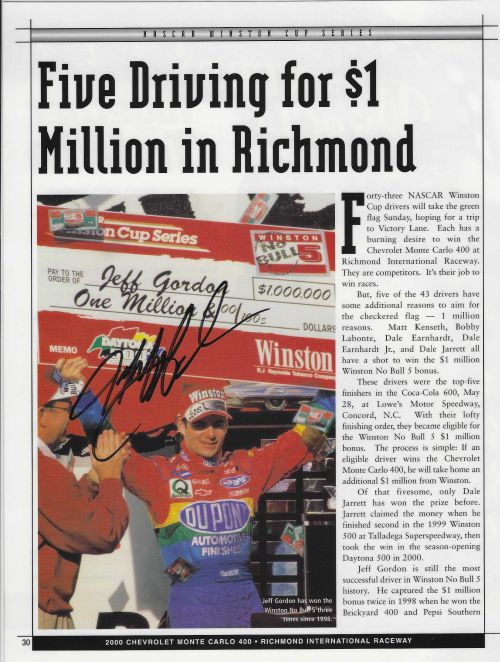 NASCAR WINSTON CUP SERIES
Five Driving for $1
Million in Richmond
Winston Cup Series
WINSTON
NO BULL 5
PAY TO THE
ORDER OF
Jeff Gordon
$1,000,000
One Million & 00/100s
DOLLARS
MEMO
DAYTONA
Winston
R.J. Reynolds Tobacco Company
Winston
Q
QUAKER STATE
GMAC
PEPSI
DUPONT
AUTOMOTIVE
FINISHES
Jeff Gordon has won the
Winston No Bull 5 three
times since 1998.
Forty-three NASCAR Winston
Cup drivers will take the green
flag Sunday, hoping for a trip
to Victory Lane. Each has a
burning desire to win the
Chevrolet Monte Carlo 400 at
Richmond International Raceway.
They are competitors. It's their job to
win races.
But, five of the 43 drivers have
some additional reasons to aim for
the checkered flag — 1 million
reasons. Matt Kenseth, Bobby
Labonte, Dale Earnhardt, Dale
Earnhardt Jr., and Dale Jarrett all
have a shot to win the $1 million
Winston No Bull 5 bonus.
These drivers were the top-five
finishers in the Coca-Cola 600, May
28, at Lowe's Motor Speedway,
Concord, N.C. With their lofty
finishing order, they became eligible for
the Winston No Bull 5 $1 million
bonus. The process is simple: If an
eligible driver wins the Chevrolet
Monte Carlo 400, he will take home an
additional $1 million from Winston.
Of that fivesome, only Dale
Jarrett has won the prize before.
Jarrett claimed the money when he
finished second in the 1999 Winston
500 at Talladega Superspeedway, then
took the win in the season-opening
Daytona 500 in 2000.
Jeff Gordon is still the most
successful driver in Winston No Bull 5
history. He captured the $1 million
bonus twice in 1998 when he won the
Brickyard 400 and Pepsi Southern
30
2000 CHEVROLET MONTE CARLO 400 • RICHMOND INTERNATIONAL RACEWAY